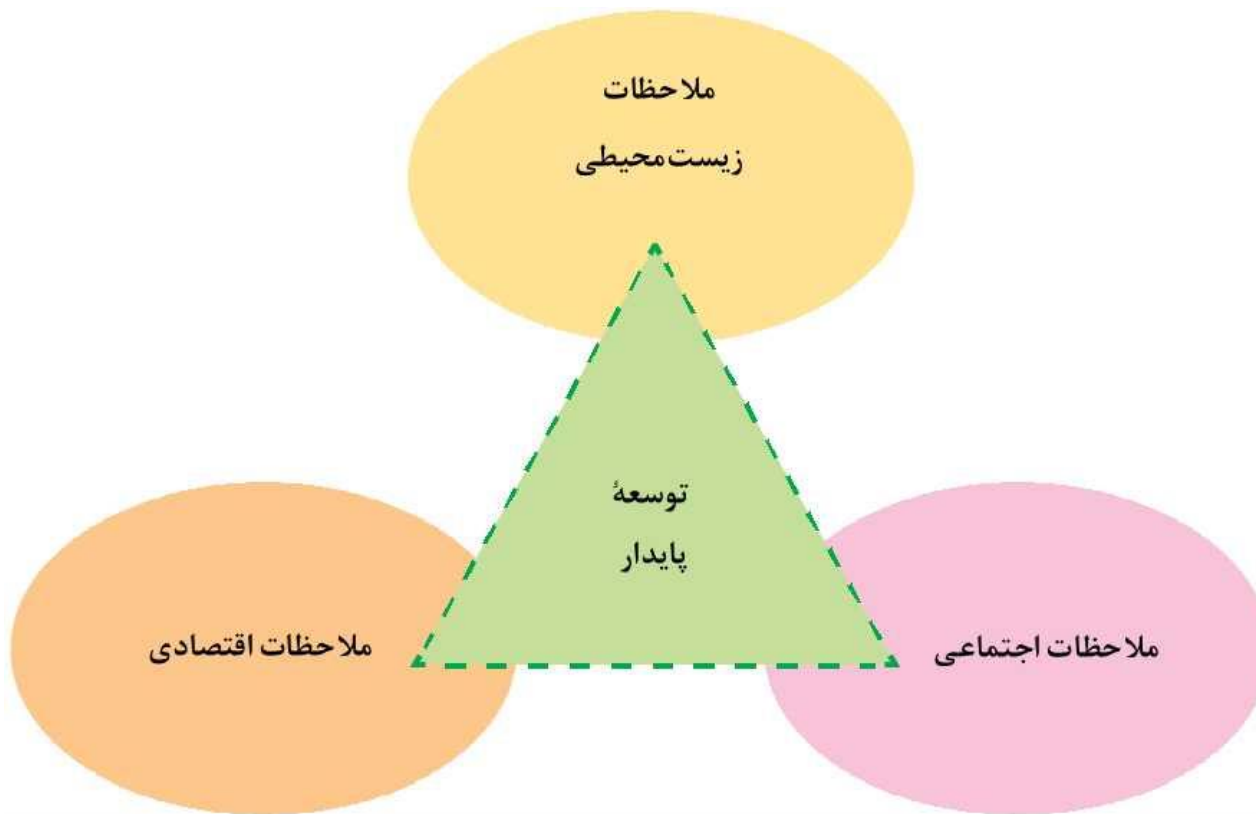 ملاحظات
زیست‌محیطی
توسعهٔ
پایدار
ملاحظات اجتماعی
ملاحظات اقتصادی